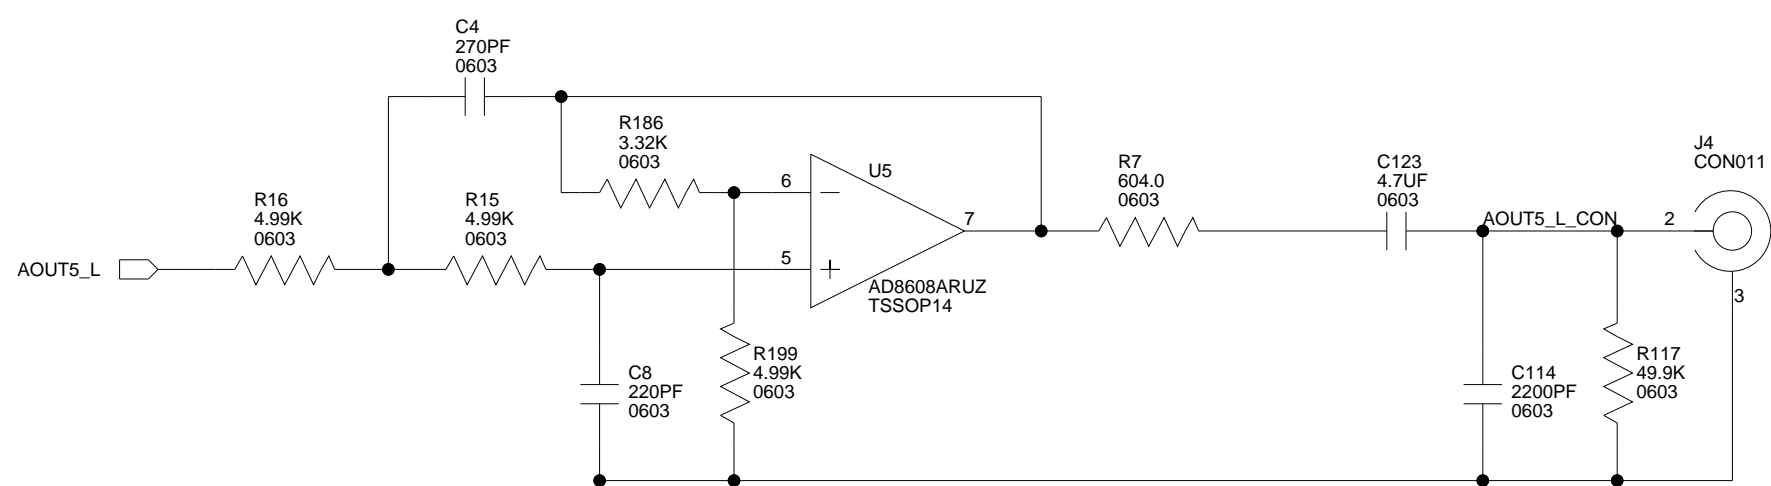 C4
270PF
0603
R186
3.32K
0603
J4
CON011
U5
R7
604.0
0603
C123
4.7UF
0603
6
R16
4.99K
0603
R15
4.99K
0603
7
AOUT5_L_CON
2
5
AOUT5_L
AD8608ARUZ
TSSOP14
3
R199
4.99K
0603
C8
220PF
0603
R117
49.9K
0603
C114
2200PF
0603